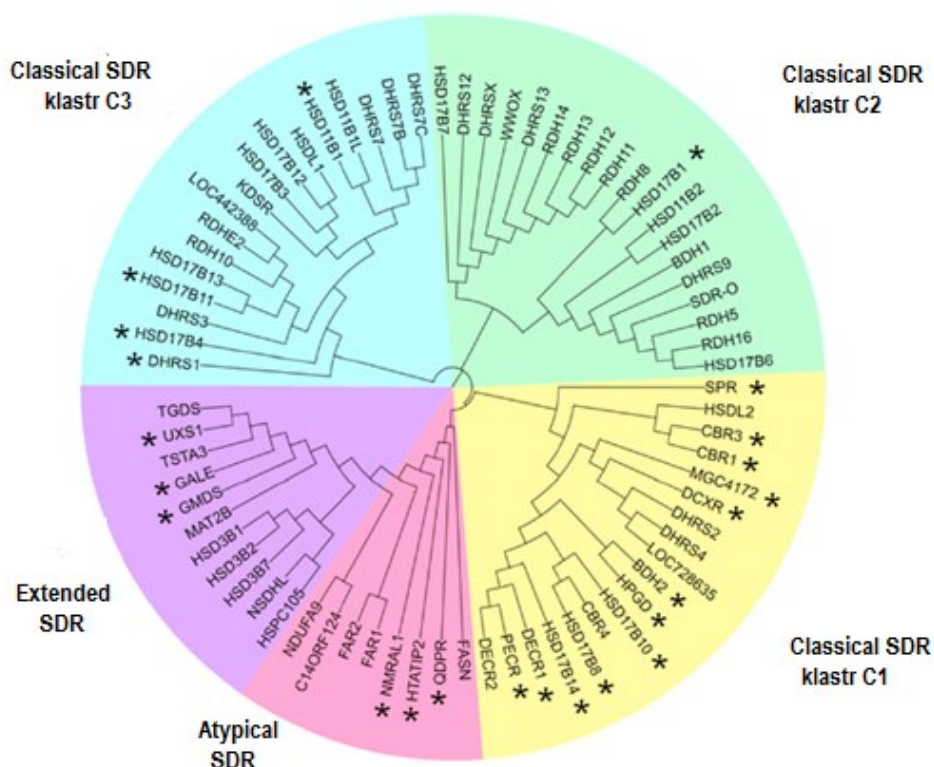 Classical SDR
klastr C3
Classical SDR
klastr C2
HSD17B7
DHRS12
DHRSX
WWOX
DHRS13
RDH14
RDH13
RDH12
RDH11
RDH8
HSD17B1 *
HSD11B2
HSD17B2
BDH1
DHRS9
SDR-O
RDH5
RDH16
HSD17B6
SPR *
HSDL2
CBR3 *
CBR1 *
MGC4172 *
DCXR *
DHRS2
DHRS4
LOC728635
BDH2 *
HPGD *
HSD17B10 *
CBR4
HSD17B8 *
HSD17B14 *
DECR1 *
PECR *
DECR2
FASN
* QDPR
* HTATIP2
* NMRAL1
FAR1
FAR2
C14ORF124
NDUFA9
HSPC105
NSDHL
HSD3B7
HSD3B2
HSD3B1
MAT2B
* GMDS
* GALE
TSTA3
* UXS1
TGDS
* DHRS1
* HSD17B4
DHRS3
* HSD17B11
HSD17B13
RDH10
RDHE2
LOC442388
KDSR
HSD17B3
HSD17B12
HSDL1
* HSD11B1
HSD11B1L
DHRS7
DHRS7B
DHRS7C
Extended
SDR
Atypical
SDR
Classical SDR
klastr C1